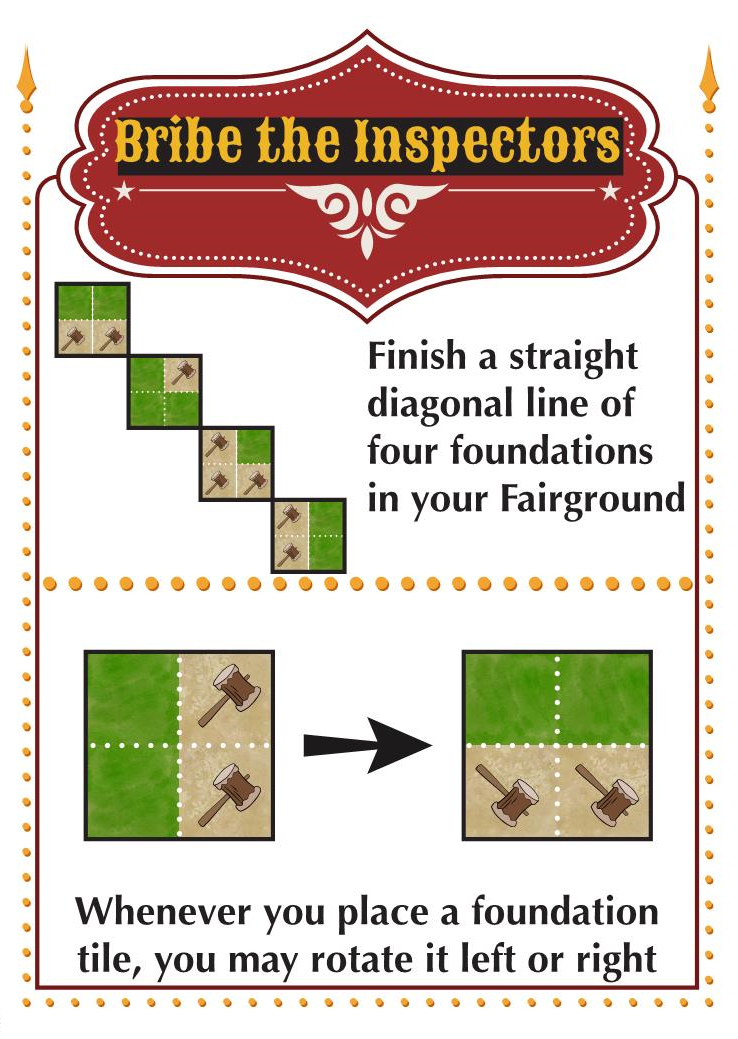 Bribe the Inspectors
Finish a straight
diagonal line of
four foundations
in your Fairground
Whenever you place a foundation
tile, you may rotate it left or right